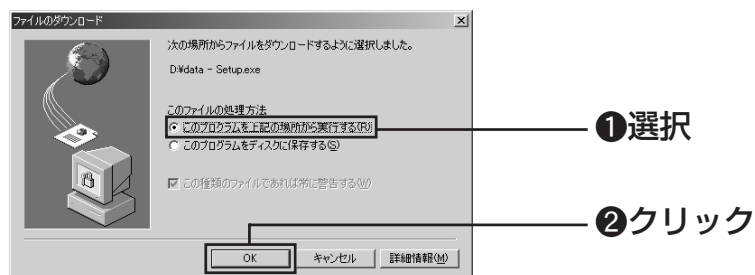 ファイルのダウンロード
次の場所からファイルをダウンロードするように選択しました。
D:¥data - Setup.exe
このファイルの処理方法
このプログラムを上記の場所から実行する(R)
このプログラムをディスクに保存する(S)
この種類のファイルであれば常に警告する(W)
OK キャンセル 詳細情報(M)
❶選択
❷クリック